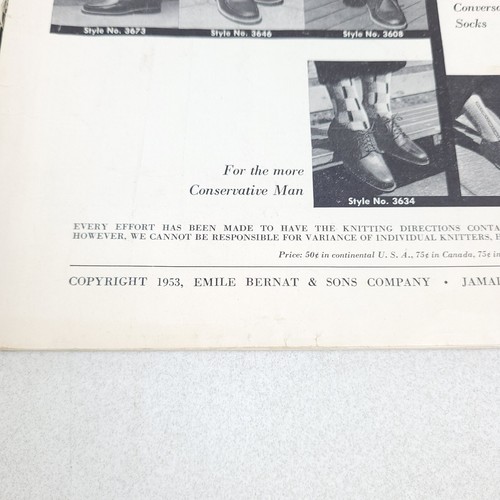 Style No. 3673
Style No. 3646
Style No. 3608
Socks
For the more
Conservative Man
Style No. 3634
EVERY EFFORT HAS BEEN MADE TO HAVE THE KNITTING DIRECTIONS
HOWEVER, WE CANNOT BE RESPONSIBLE FOR VARIANCE OF INDIVIDUAL KNITTERS,
Price: 50¢ in continental U. S. A., 75¢ in Canada, 75¢ in
COPYRIGHT 1953, EMILE BERNAT & SONS COMPANY •